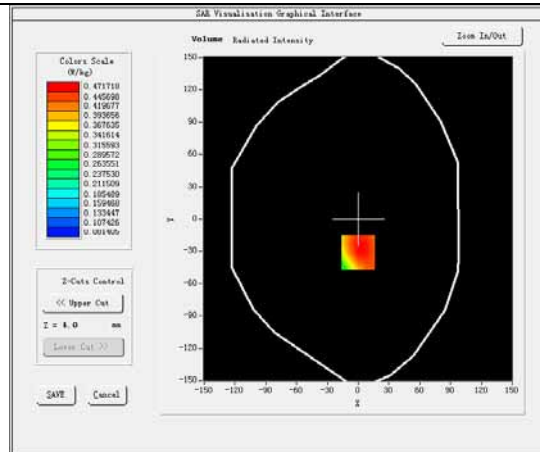 SAR Visualisation Graphical Interface
Volume Radiated Intensity
Zoom In/Out
Colors Scale
(W/kg)
0.471718
0.445698
0.419677
0.393656
0.367635
0.341614
0.315593
0.289572
0.263551
0.237530
0.211509
0.185489
0.159468
0.133447
0.107426
0.081405
Z-Cuts Control
<< Upper Cut
Z = 4.0 mm
Lower Cut >>
SAVE
Cancel
150
120
90
60
30
0
-30
-60
-90
-120
-150
Y
-150 -120 -90 -60 -30 0 30 60 90 120 150
X